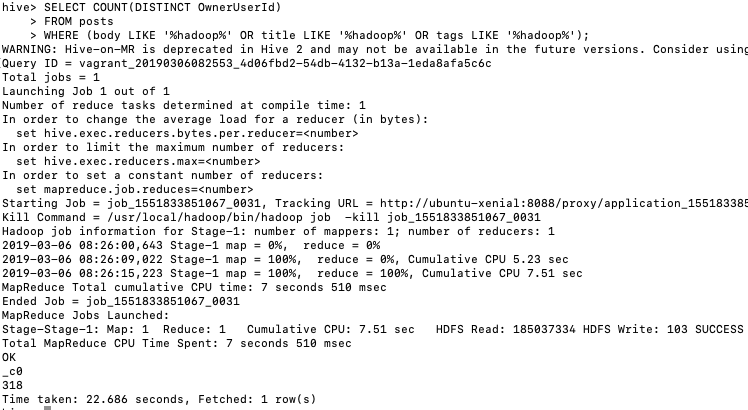 hive> SELECT COUNT(DISTINCT OwnerUserId)
    > FROM posts
    > WHERE (body LIKE '%hadoop%' OR title LIKE '%hadoop%' OR tags LIKE '%hadoop%');
WARNING: Hive-on-MR is deprecated in Hive 2 and may not be available in the future versions. Consider using
Query ID = vagrant_20190306082553_4d06fbd2-54db-4132-b13a-1eda8afa5c6c
Total jobs = 1
Launching Job 1 out of 1
Number of reduce tasks determined at compile time: 1
In order to change the average load for a reducer (in bytes):
  set hive.exec.reducers.bytes.per.reducer=<number>
In order to limit the maximum number of reducers:
  set hive.exec.reducers.max=<number>
In order to set a constant number of reducers:
  set mapreduce.job.reduces=<number>
Starting Job = job_1551833851067_0031, Tracking URL = http://ubuntu-xenial:8088/proxy/application_15518385
Kill Command = /usr/local/hadoop/bin/hadoop job  -kill job_1551833851067_0031
Hadoop job information for Stage-1: number of mappers: 1; number of reducers: 1
2019-03-06 08:26:00,643 Stage-1 map = 0%,  reduce = 0%
2019-03-06 08:26:09,022 Stage-1 map = 100%,  reduce = 0%, Cumulative CPU 5.23 sec
2019-03-06 08:26:15,223 Stage-1 map = 100%,  reduce = 100%, Cumulative CPU 7.51 sec
MapReduce Total cumulative CPU time: 7 seconds 510 msec
Ended Job = job_1551833851067_0031
MapReduce Jobs Launched:
Stage-Stage-1: Map: 1  Reduce: 1   Cumulative CPU: 7.51 sec   HDFS Read: 185037334 HDFS Write: 103 SUCCESS
Total MapReduce CPU Time Spent: 7 seconds 510 msec
OK
_c0
318
Time taken: 22.686 seconds, Fetched: 1 row(s)